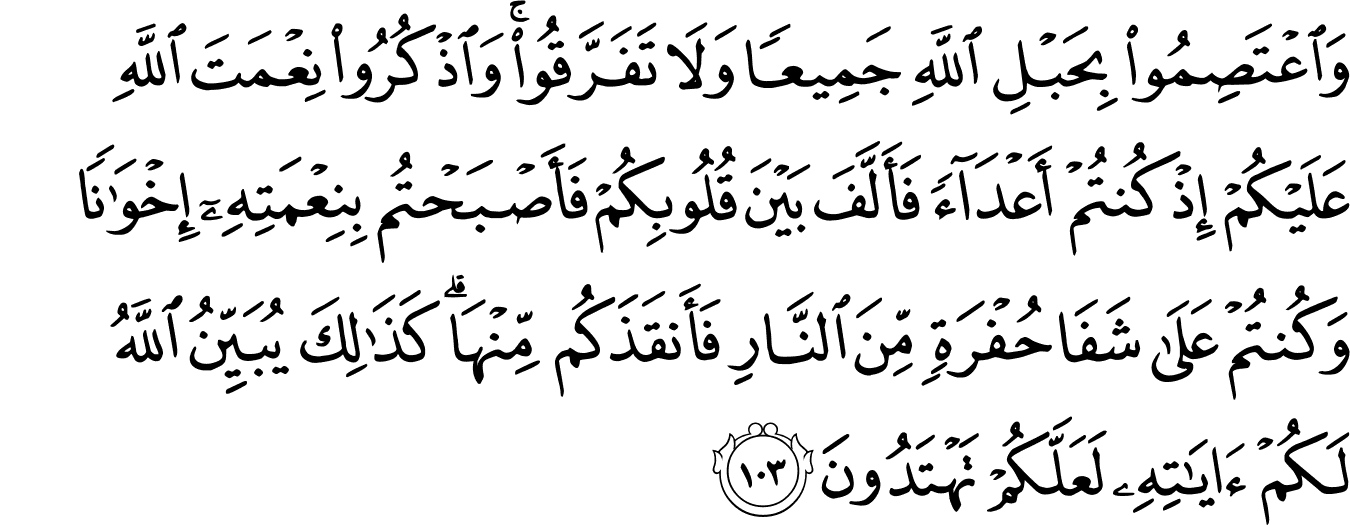 وَٱعْتَصِمُوا۟ بِحَبْلِ ٱللَّهِ جَمِيعًا وَلَا تَفَرَّقُوا۟ ۚ وَٱذْكُرُوا۟ نِعْمَتَ ٱللَّهِ
عَلَيْكُمْ إِذْ كُنتُمْ أَعْدَآءً فَأَلَّفَ بَيْنَ قُلُوبِكُمْ فَأَصْبَحْتُم بِنِعْمَتِهِۦٓ إِخْوَٰنًا
وَكُنتُمْ عَلَىٰ شَفَا حُفْرَةٍ مِّنَ ٱلنَّارِ فَأَنقَذَكُم مِّنْهَا ۗ كَذَٰلِكَ يُبَيِّنُ ٱللَّهُ
لَكُمْ ءَايَـٰتِهِۦ لَعَلَّكُمْ تَهْتَدُونَ ١٠٣